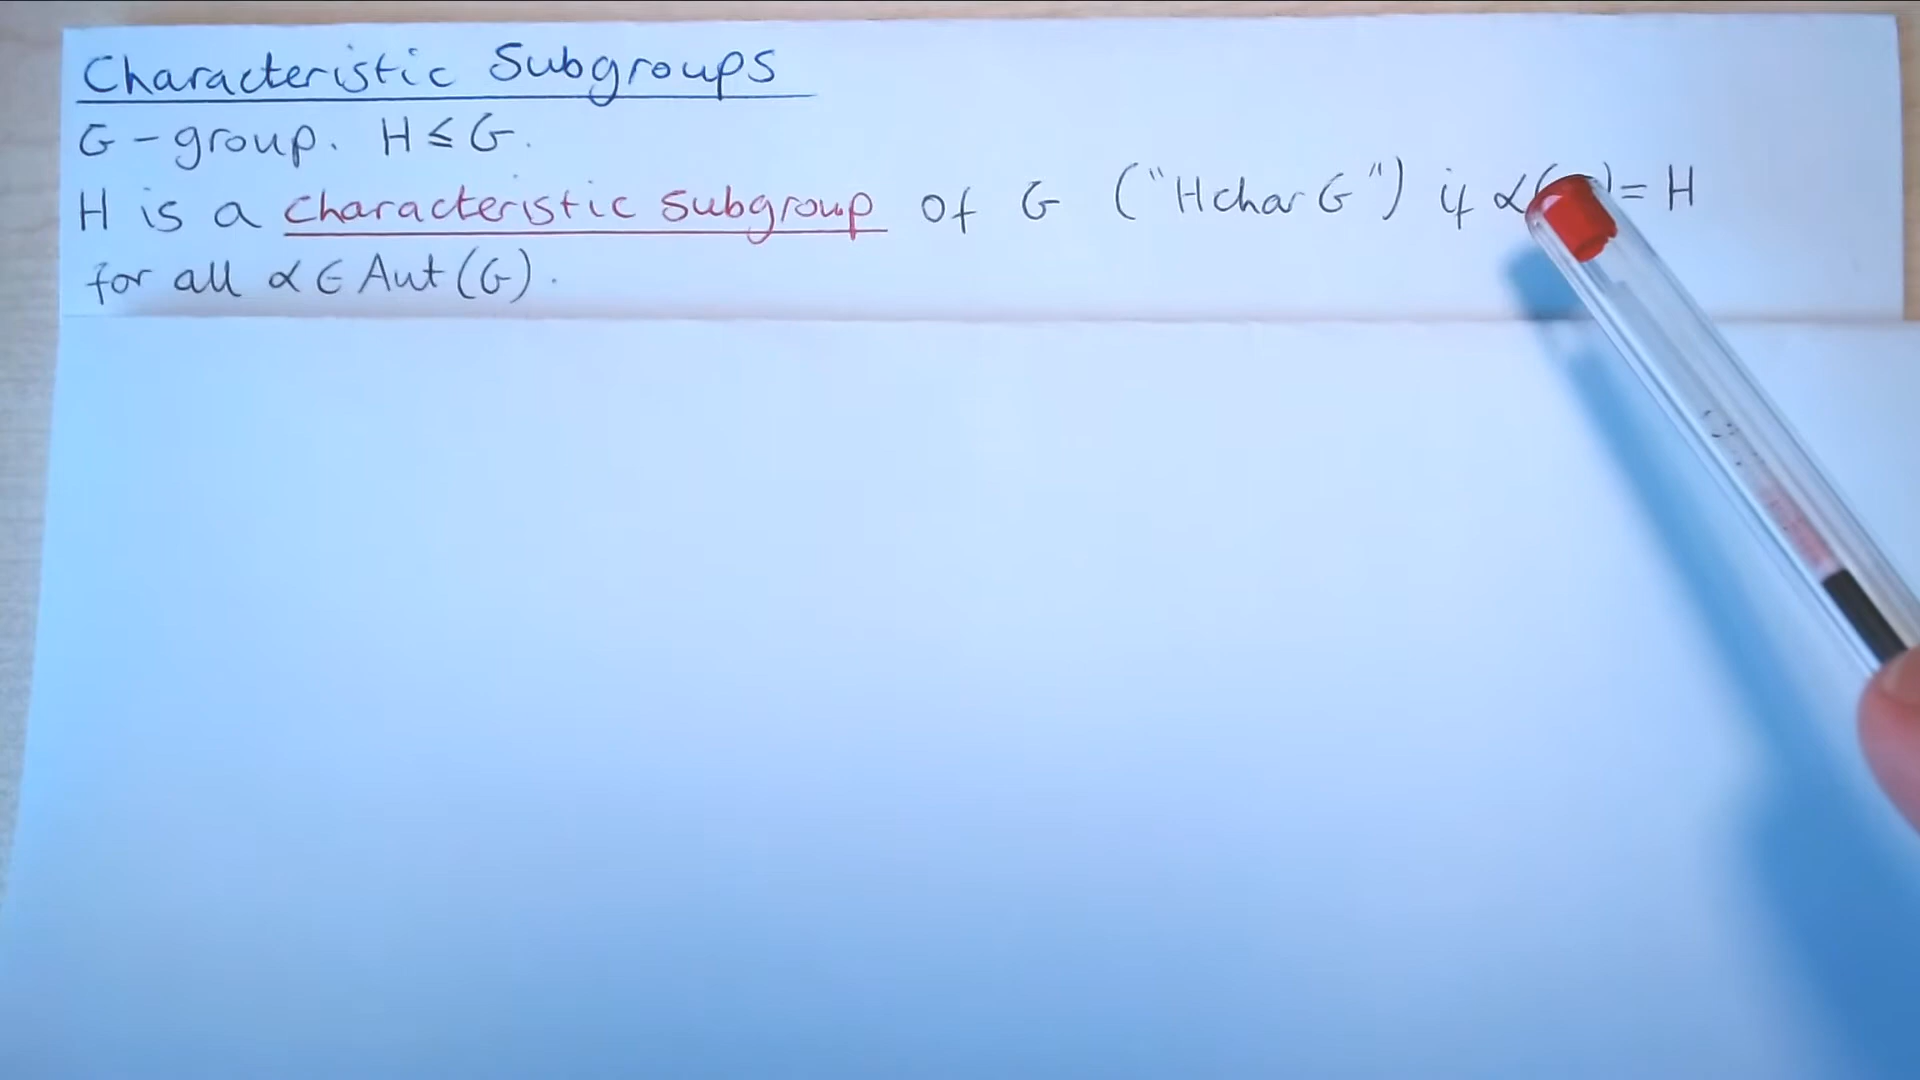 Characteristic Subgroups
G - group. H ≤ G.
H is a characteristic subgroup of G ("H char G") if α( ) = H
for all α ∈ Aut(G).